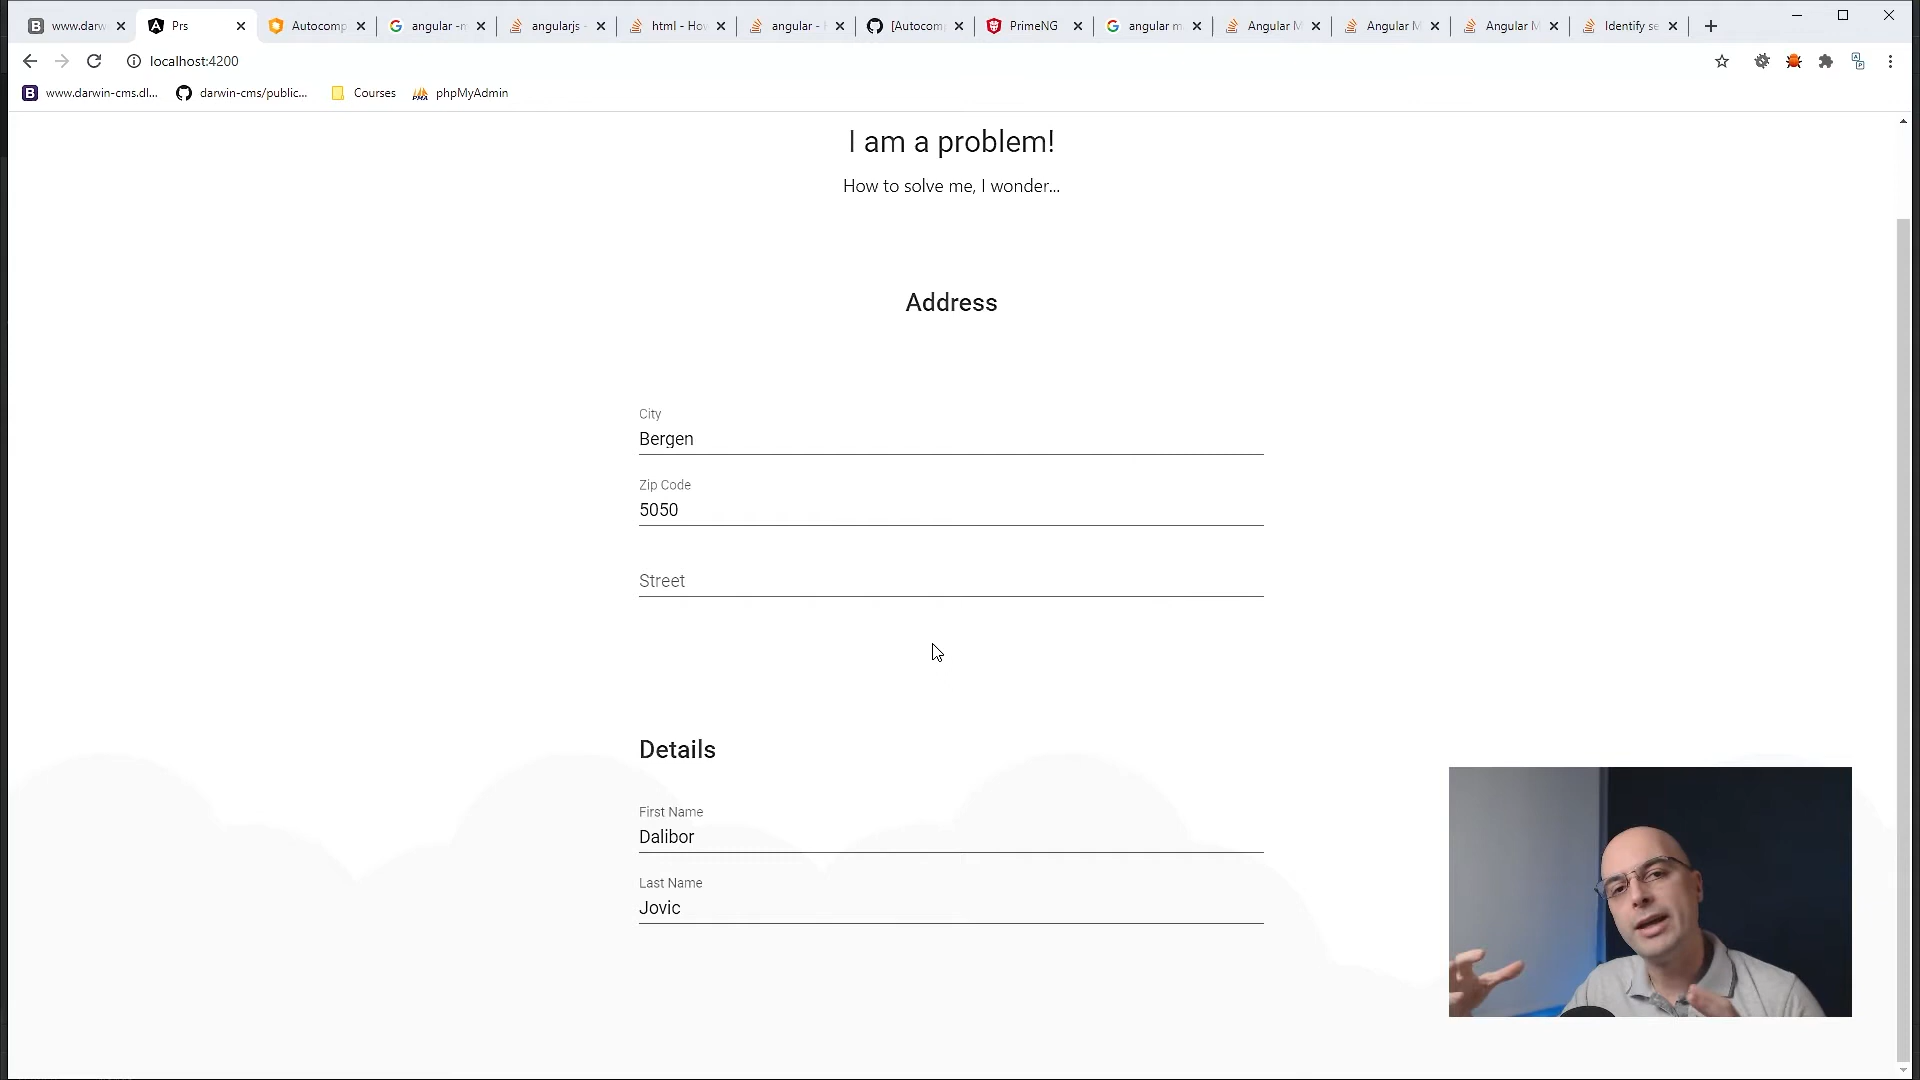 www.darw
Prs
Autocomp
angular -n
angularjs -
html - Hov
angular - 
[Autocom
PrimeNG
angular m
Angular M
Angular M
Angular M
Identify se
localhost:4200
www.darwin-cms.dl...
darwin-cms/public...
Courses
phpMyAdmin
I am a problem!
How to solve me, I wonder...
Address
City
Bergen
Zip Code
5050
Street
Details
First Name
Dalibor
Last Name
Jovic